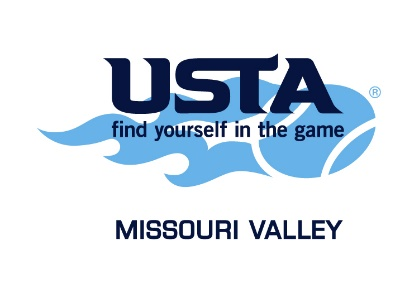 USTA
®
find yourself in the game
MISSOURI VALLEY